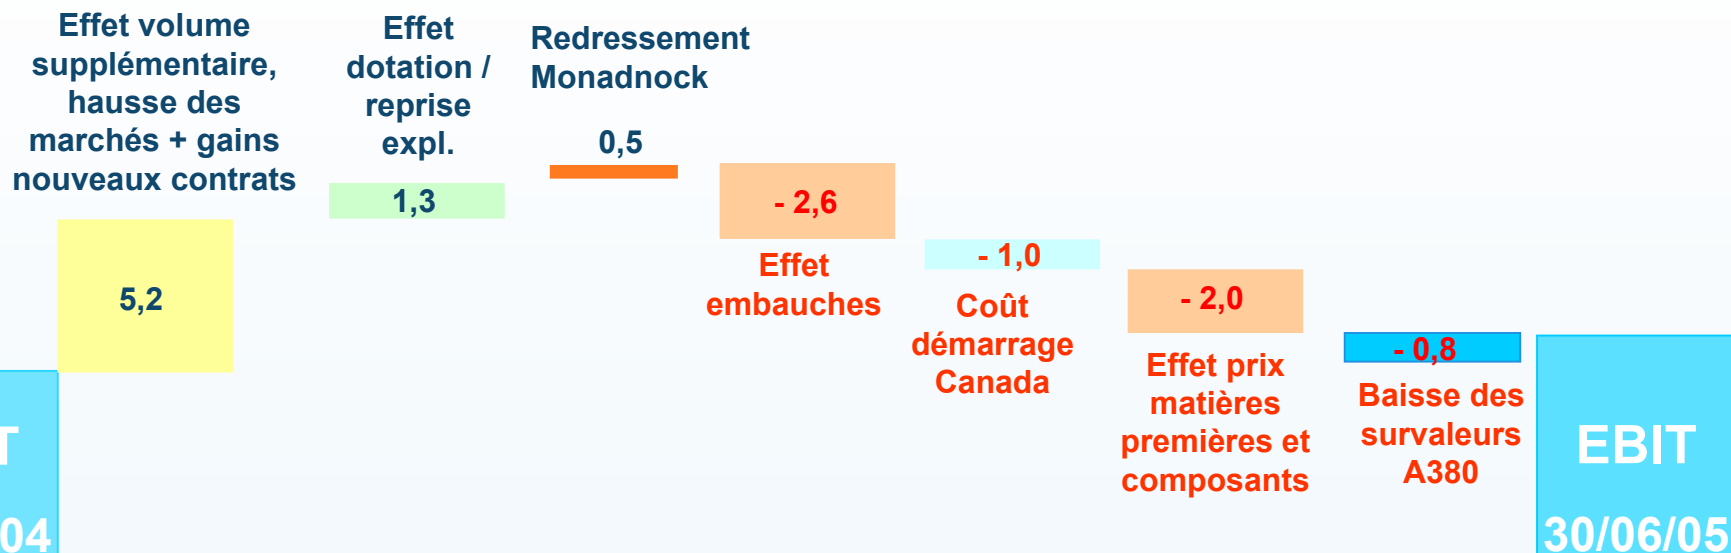 Effet volume
supplémentaire,
hausse des
marchés + gains
nouveaux contrats
5,2
Effet
dotation /
reprise
expl.
1,3
Redressement
Monadnock
0,5
- 2,6
Effet
embauches
- 1,0
Coût
démarrage
Canada
- 2,0
Effet prix
matières
premières et
composants
- 0,8
Baisse des
survaleurs
A380
T
04
EBIT
30/06/05